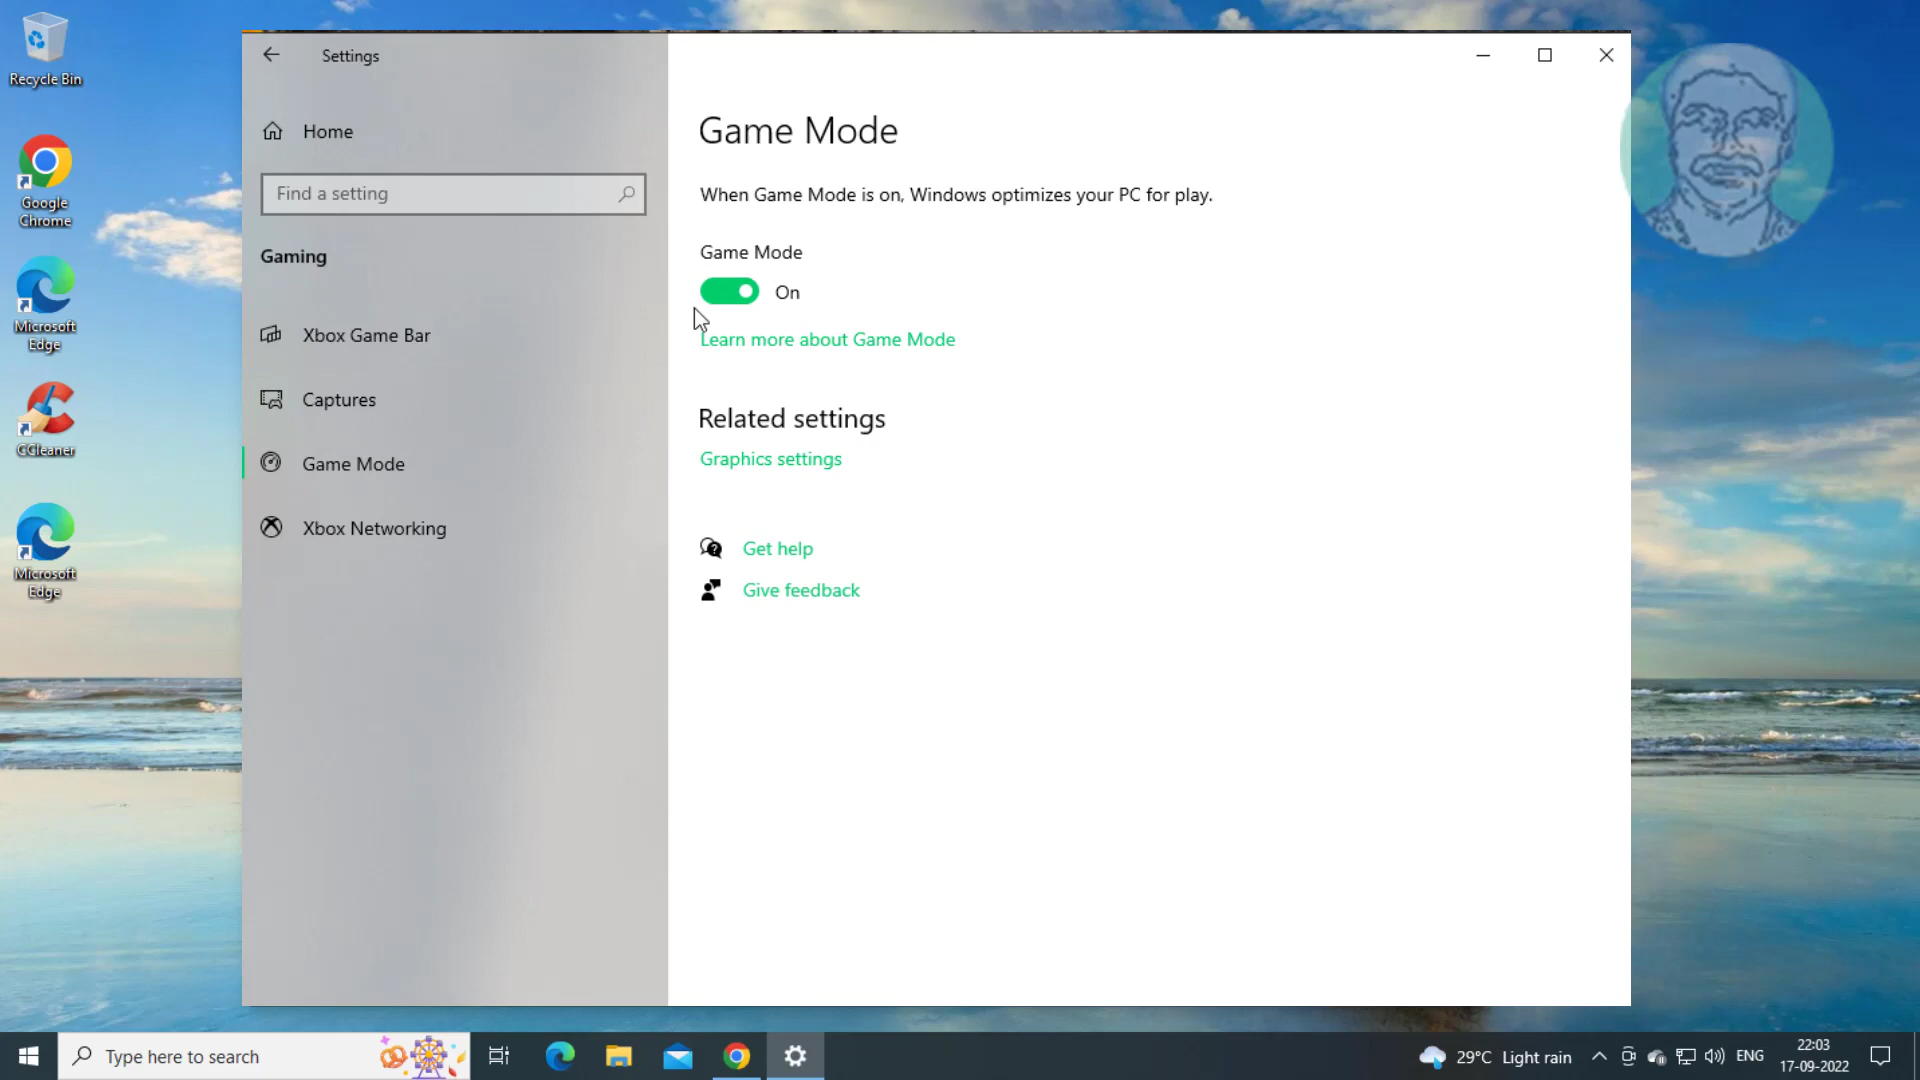 Recycle Bin
Google
Chrome
Microsoft
Edge
CCleaner
Microsoft
Edge
Settings
Home
Find a setting
Gaming
Xbox Game Bar
Captures
Game Mode
Xbox Networking
Game Mode
When Game Mode is on, Windows optimizes your PC for play.
Game Mode
On
Learn more about Game Mode
Related settings
Graphics settings
Get help
Give feedback
Type here to search
29°C Light rain
ENG
22:03
17-09-2022